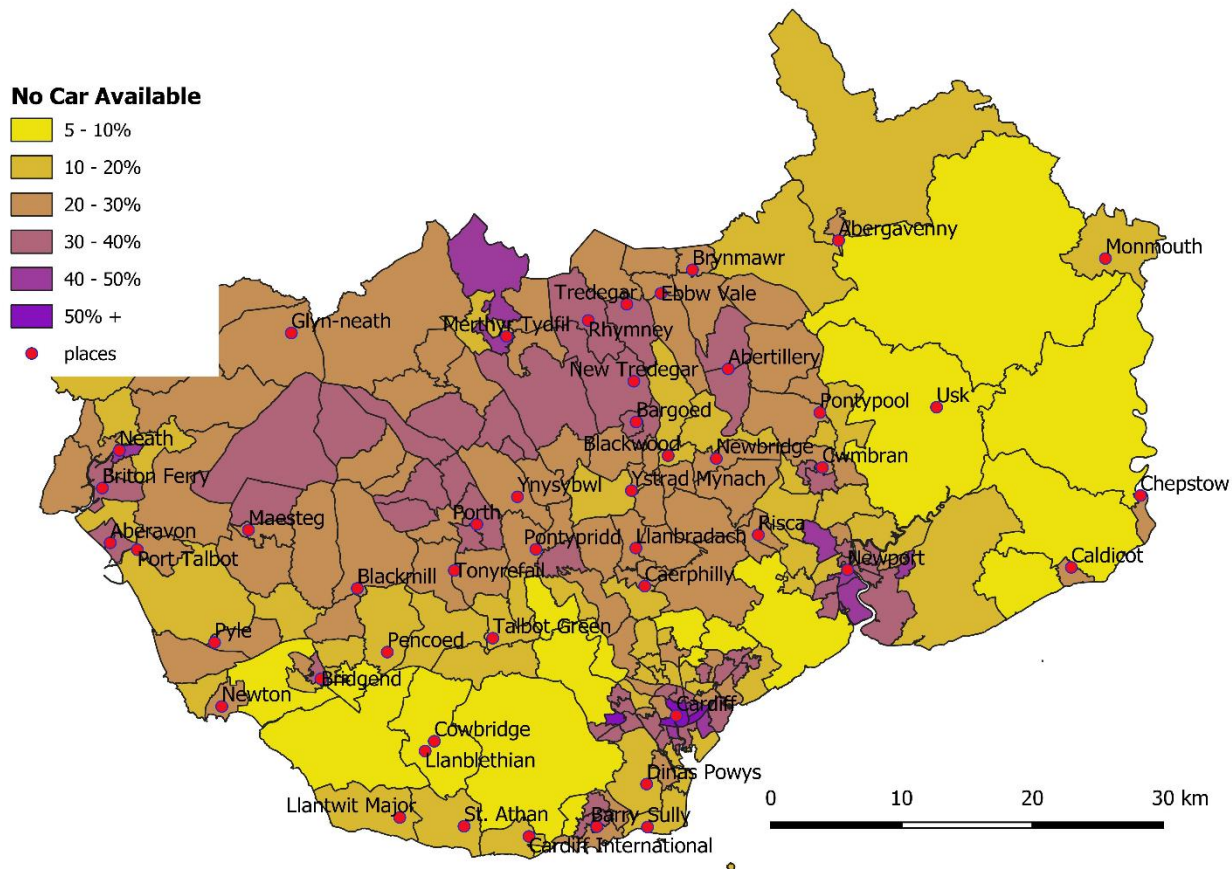 No Car Available
5 - 10%
10 - 20%
20 - 30%
30 - 40%
40 - 50%
50% +
places
Abergavenny
Monmouth
Brynmawr
Tredegar
Ebbw Vale
Glyn-neath
Merthyr Tydfil
Rhymney
Abertillery
New Tredegar
Usk
Pontypool
Bargoed
Neath
Blackwood
Newbridge
Cwmbran
Briton Ferry
Ynysybwl
Ystrad Mynach
Chepstow
Maesteg
Porth
Risca
Aberavon
Pontypridd
Llanbradach
Port-Talbot
Newport
Caldicot
Blackmill
Tonyrefail
Caerphilly
Pyle
Pencoed
Talbot Green
Bridgend
Newton
Cardiff
Cowbridge
Llanblethian
Dinas Powys
Llantwit Major
St. Athan
Barry
Sully
Cardiff International
0 10 20 30 km